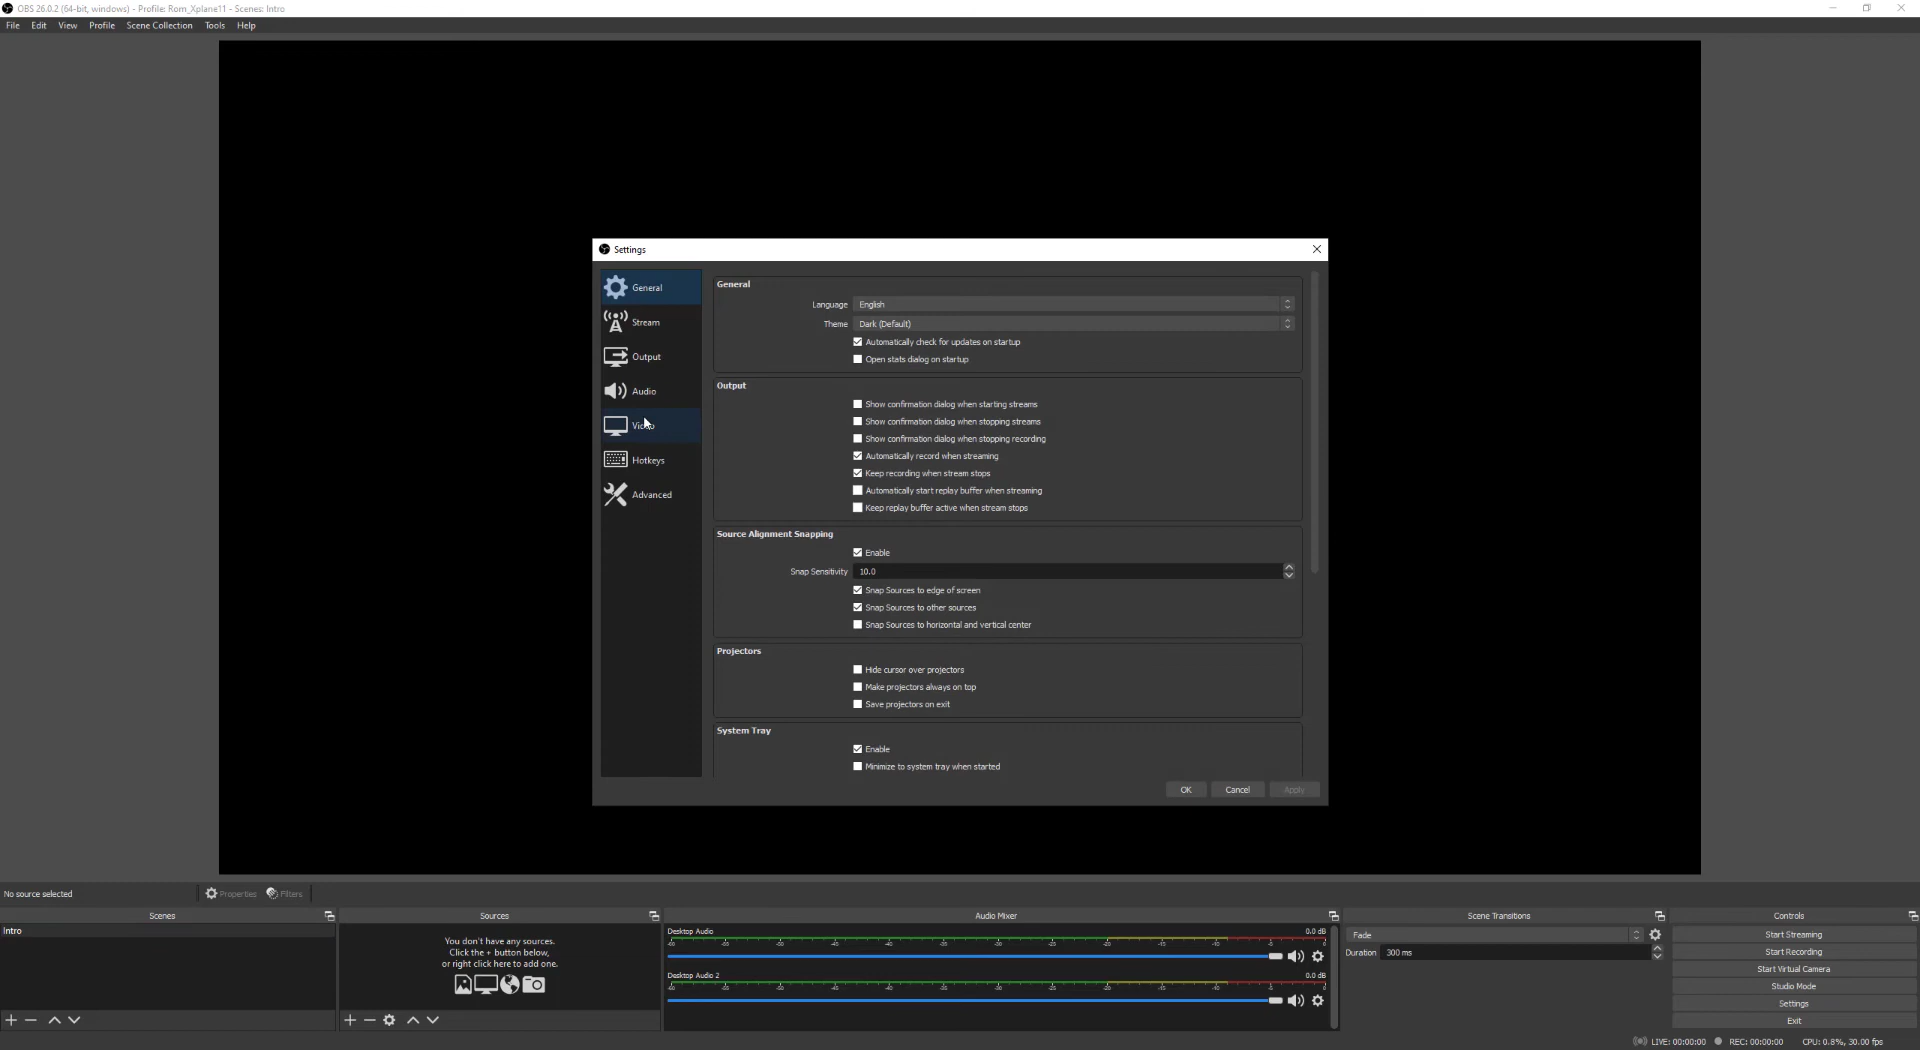 OBS 26.0.2 (64-bit, windows) - Profile: Rom_Xplane11 - Scenes: Intro
File Edit View Profile Scene Collection Tools Help
Settings
General
Stream
Output
Audio
Video
Hotkeys
Advanced
General
Language English
Theme Dark (Default)
Automatically check for updates on startup
Open stats dialog on startup
Output
Show confirmation dialog when starting streams
Show confirmation dialog when stopping streams
Show confirmation dialog when stopping recording
Automatically record when streaming
Keep recording when stream stops
Automatically start replay buffer when streaming
Keep replay buffer active when stream stops
Source Alignment Snapping
Enable
Snap Sensitivity 10.0
Snap Sources to edge of screen
Snap Sources to other sources
Snap Sources to horizontal and vertical center
Projectors
Hide cursor over projectors
Make projectors always on top
Save projectors on exit
System Tray
Enable
Minimize to system tray when started
OK Cancel Apply
No source selected Properties Filters
Scenes
Intro
Sources
You don't have any sources.
Click the + button below,
or right click here to add one.
Audio Mixer
Desktop Audio 0.0 dB
Desktop Audio 2 0.0 dB
Scene Transitions
Fade
Duration 300 ms
Controls
Start Streaming
Start Recording
Start Virtual Camera
Studio Mode
Settings
Exit
LIVE: 00:00:00 REC: 00:00:00 CPU: 0.8%, 30.00 fps